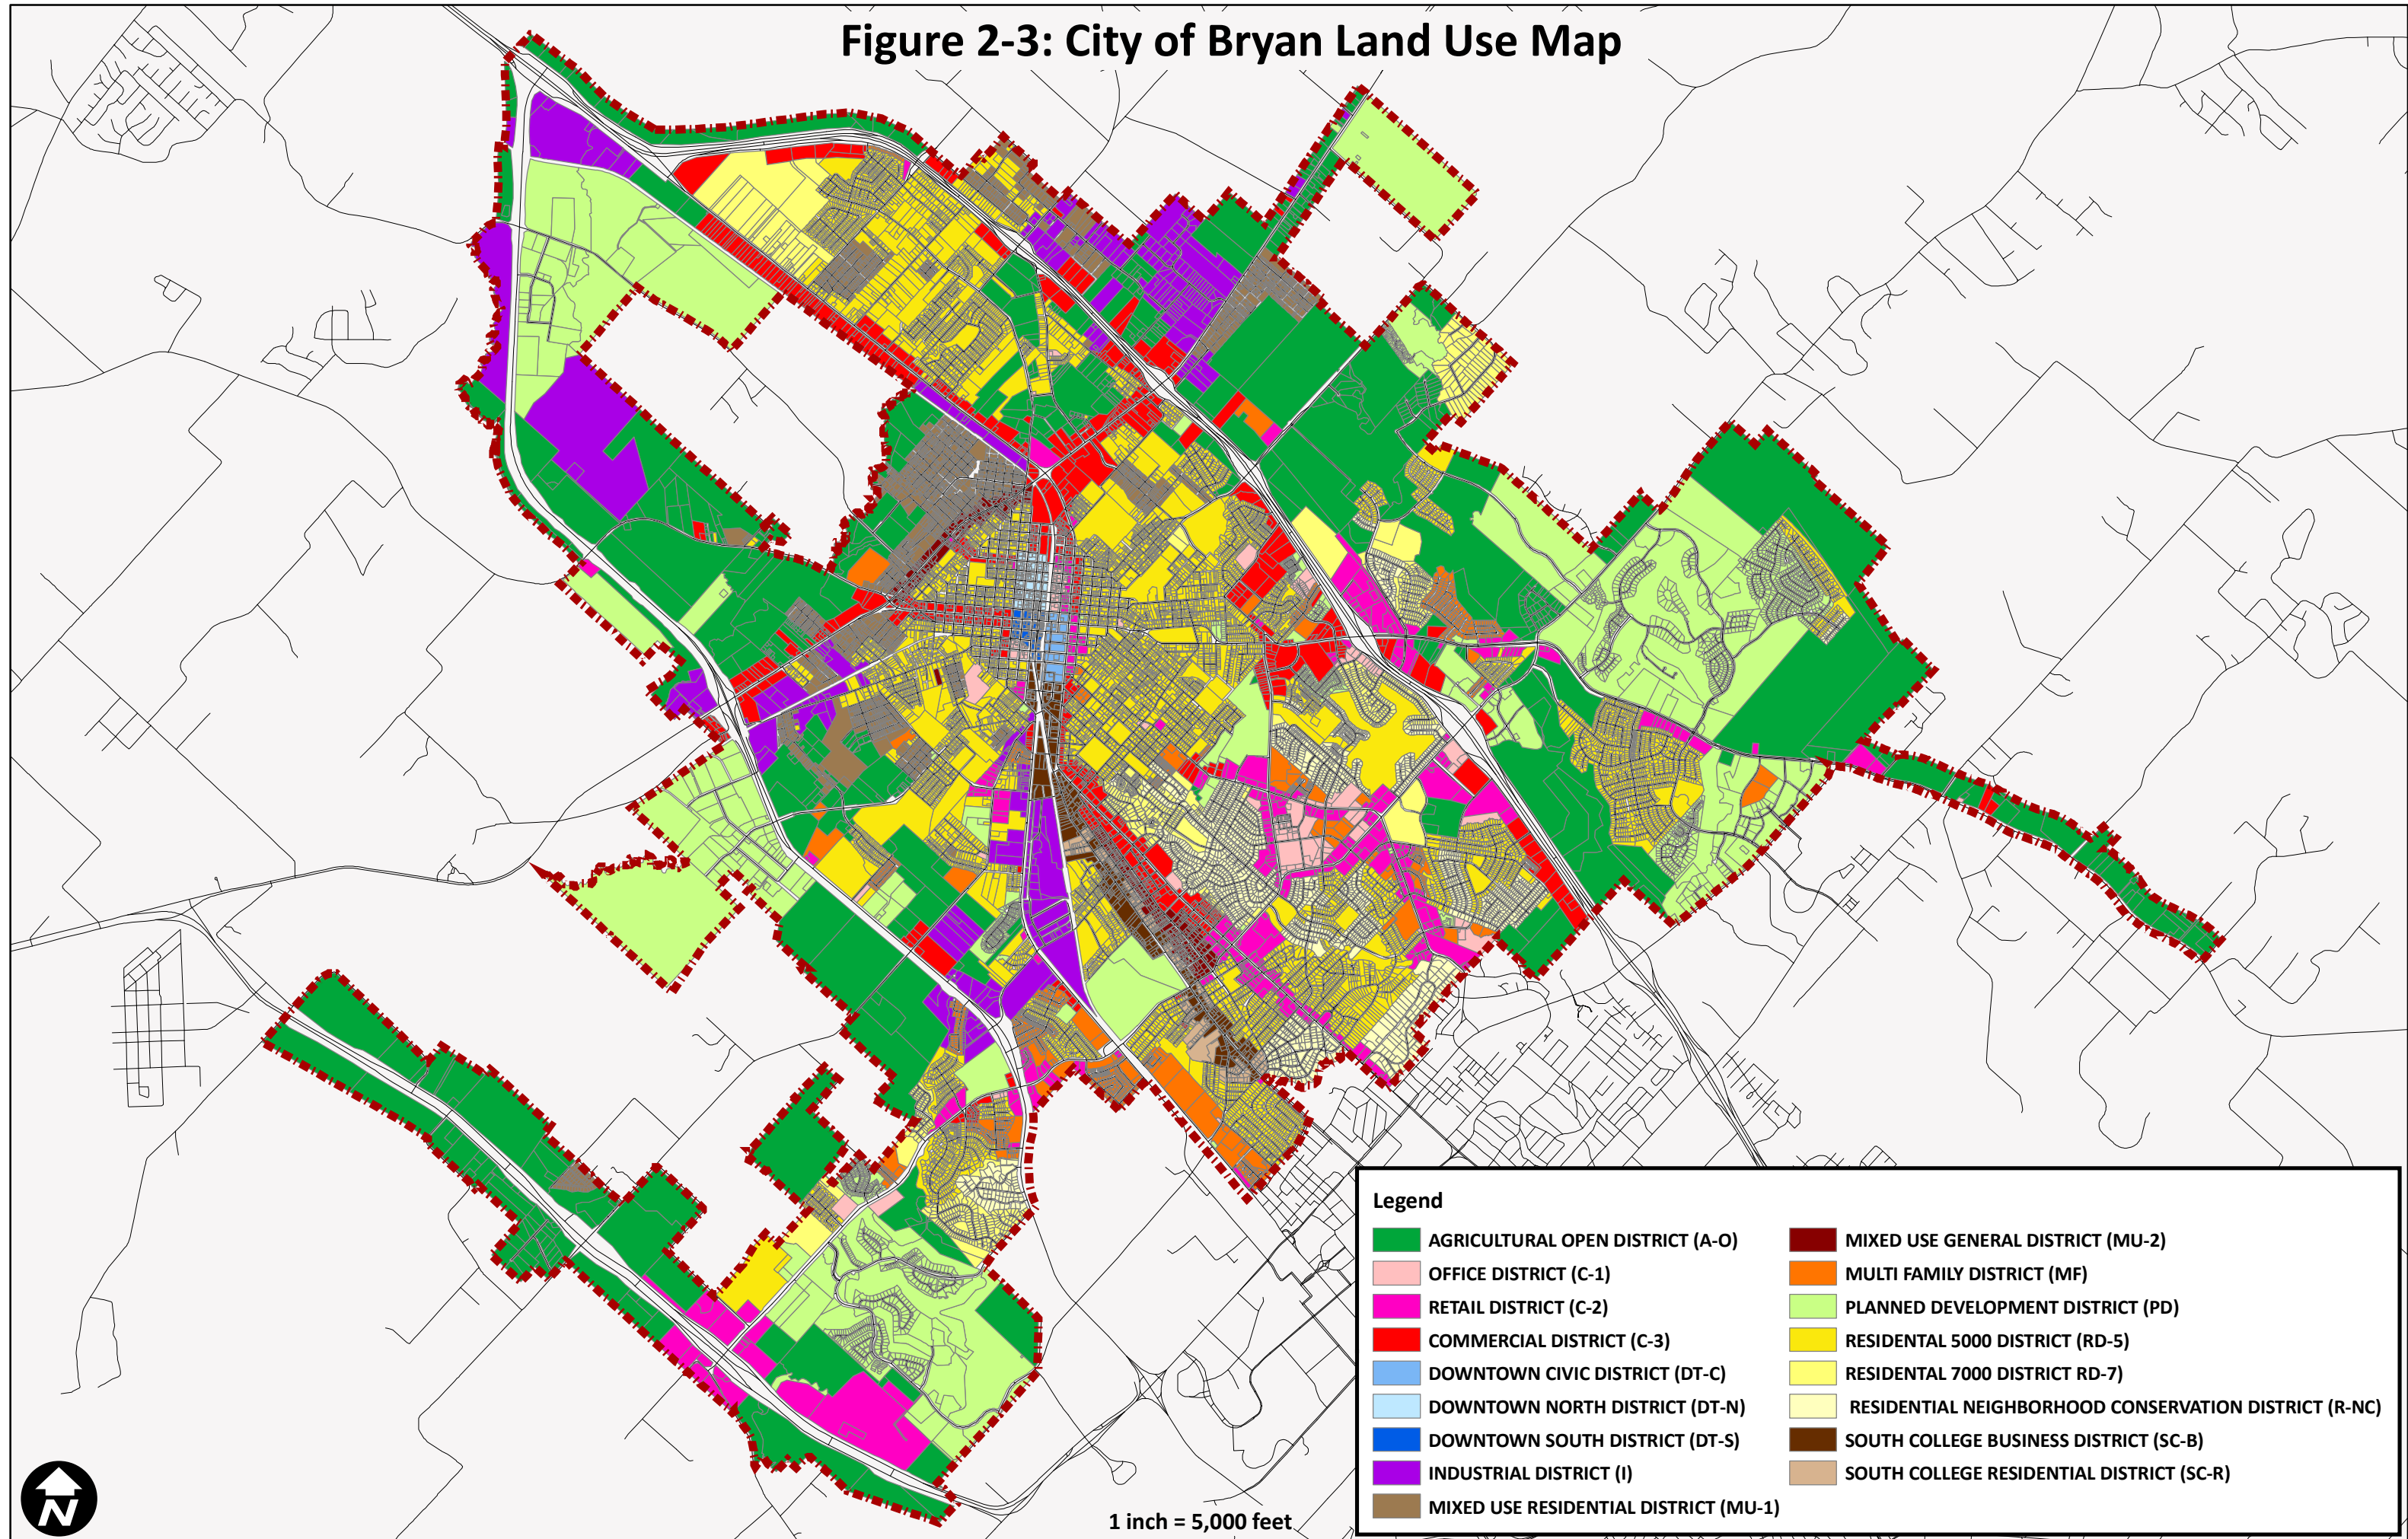 Figure 2-3: City of Bryan Land Use Map
Legend
AGRICULTURAL OPEN DISTRICT (A-O)
OFFICE DISTRICT (C-1)
RETAIL DISTRICT (C-2)
COMMERCIAL DISTRICT (C-3)
DOWNTOWN CIVIC DISTRICT (DT-C)
DOWNTOWN NORTH DISTRICT (DT-N)
DOWNTOWN SOUTH DISTRICT (DT-S)
INDUSTRIAL DISTRICT (I)
MIXED USE RESIDENTIAL DISTRICT (MU-1)
MIXED USE GENERAL DISTRICT (MU-2)
MULTI FAMILY DISTRICT (MF)
PLANNED DEVELOPMENT DISTRICT (PD)
RESIDENTAL 5000 DISTRICT (RD-5)
RESIDENTAL 7000 DISTRICT RD-7)
RESIDENTIAL NEIGHBORHOOD CONSERVATION DISTRICT (R-NC)
SOUTH COLLEGE BUSINESS DISTRICT (SC-B)
SOUTH COLLEGE RESIDENTIAL DISTRICT (SC-R)
N
1 inch = 5,000 feet